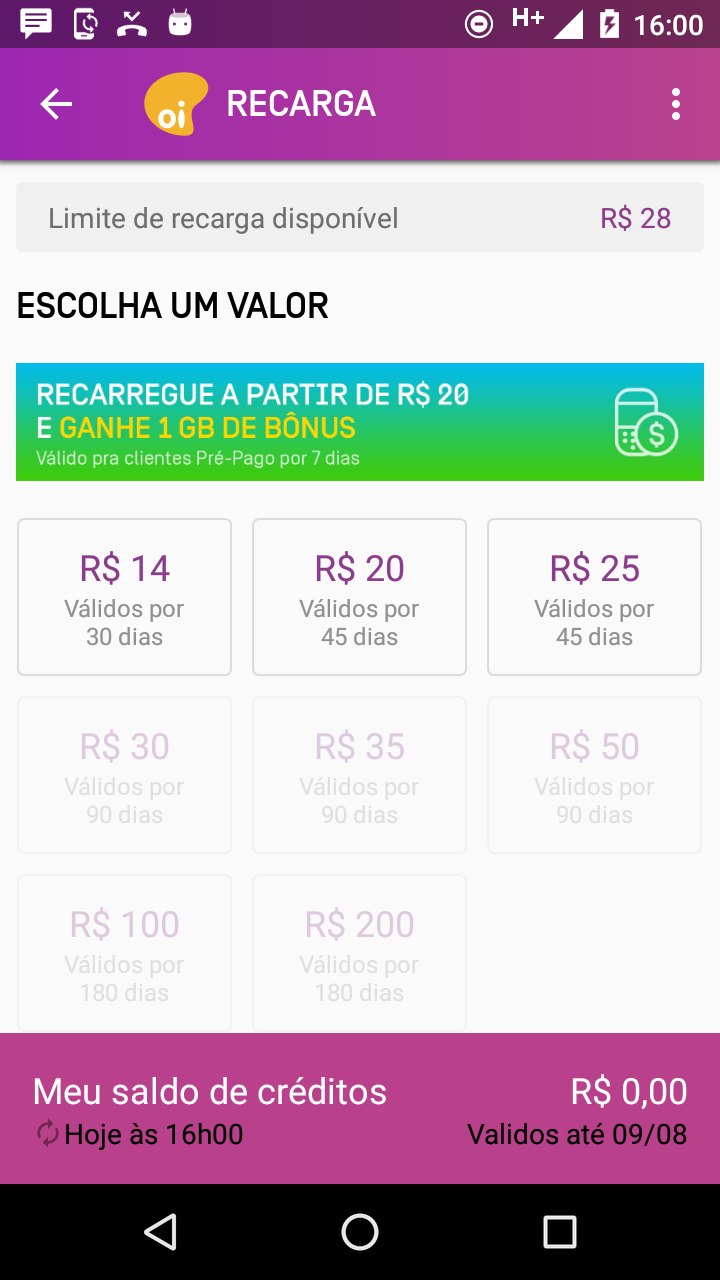 H+ 16:00
oi RECARGA
Limite de recarga disponível R$ 28
ESCOLHA UM VALOR
RECARREGUE A PARTIR DE R$ 20
E GANHE 1 GB DE BÔNUS
Válido pra clientes Pré-Pago por 7 dias
$
R$ 14
Válidos por
30 dias
R$ 20
Válidos por
45 dias
R$ 25
Válidos por
45 dias
R$ 30
Válidos por
90 dias
R$ 35
Válidos por
90 dias
R$ 50
Válidos por
90 dias
R$ 100
Válidos por
180 dias
R$ 200
Válidos por
180 dias
Meu saldo de créditos R$ 0,00
Hoje às 16h00 Validos até 09/08